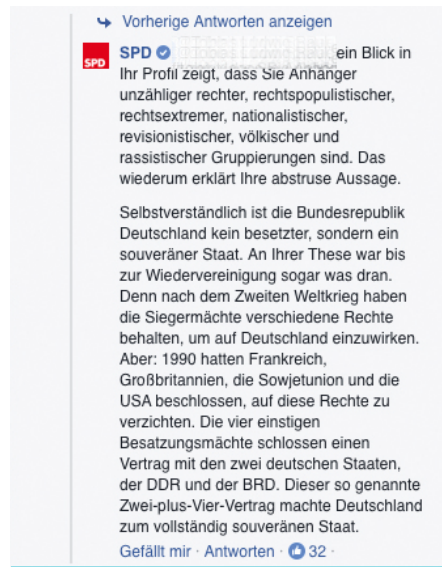 Vorherige Antworten anzeigen
SPD ein Blick in
SPD
Ihr Profil zeigt, dass Sie Anhänger
unzähliger rechter, rechtspopulistischer,
rechtsextremer, nationalistischer,
revisionistischer, völkischer und
rassistischer Gruppierungen sind. Das
wiederum erklärt Ihre abstruse Aussage.
Selbstverständlich ist die Bundesrepublik
Deutschland kein besetzter, sondern ein
souveräner Staat. An Ihrer These war bis
zur Wiedervereinigung sogar was dran.
Denn nach dem Zweiten Weltkrieg haben
die Siegermächte verschiedene Rechte
behalten, um auf Deutschland einzuwirken.
Aber: 1990 hatten Frankreich,
Großbritannien, die Sowjetunion und die
USA beschlossen, auf diese Rechte zu
verzichten. Die vier einstigen
Besatzungsmächte schlossen einen
Vertrag mit den zwei deutschen Staaten,
der DDR und der BRD. Dieser so genannte
Zwei-plus-Vier-Vertrag machte Deutschland
zum vollständig souveränen Staat.
Gefällt mir · Antworten · 32 ·